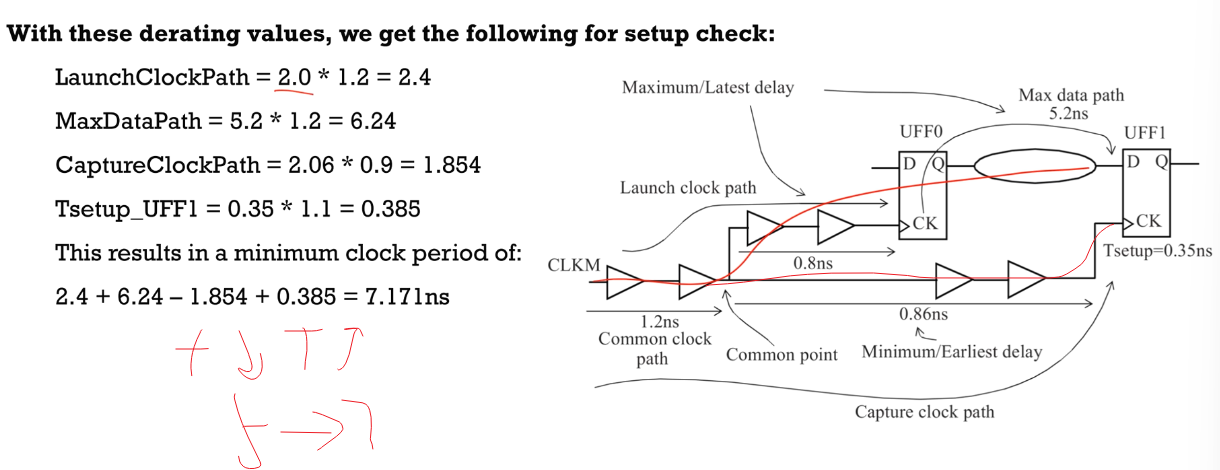 With these derating values, we get the following for setup check:
LaunchClockPath = 2.0 * 1.2 = 2.4
MaxDataPath = 5.2 * 1.2 = 6.24
CaptureClockPath = 2.06 * 0.9 = 1.854
Tsetup_UFF1 = 0.35 * 1.1 = 0.385
This results in a minimum clock period of:
2.4 + 6.24 – 1.854 + 0.385 = 7.171ns
Maximum/Latest delay
Max data path
5.2ns
UFF0
UFF1
D Q
D Q
Launch clock path
CK
CK
Tsetup=0.35ns
CLKM
0.8ns
0.86ns
1.2ns
Common clock
path
Common point
Minimum/Earliest delay
Capture clock path